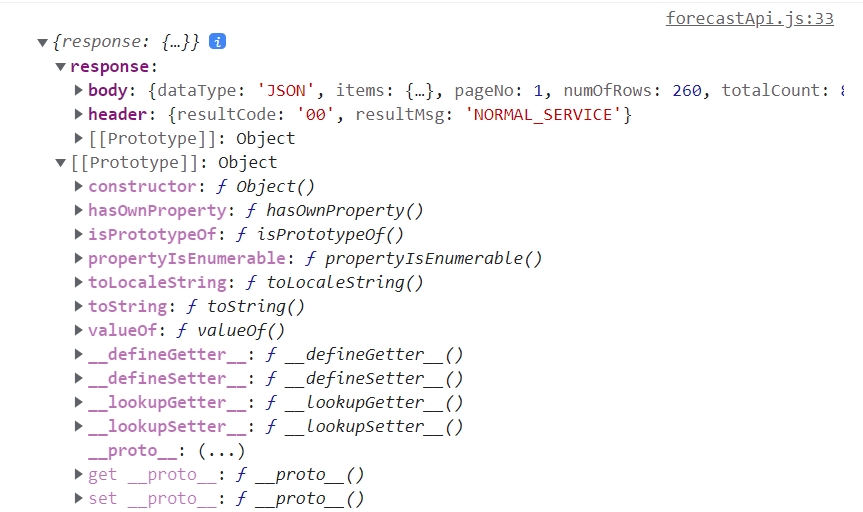 forecastApi.js:33
▼{response: {…}} i
▼response:
▶body: {dataType: 'JSON', items: {…}, pageNo: 1, numOfRows: 260, totalCount:
▶header: {resultCode: '00', resultMsg: 'NORMAL_SERVICE'}
▶[[Prototype]]: Object
▼[[Prototype]]: Object
▶constructor: ƒ Object()
▶hasOwnProperty: ƒ hasOwnProperty()
▶isPrototypeOf: ƒ isPrototypeOf()
▶propertyIsEnumerable: ƒ propertyIsEnumerable()
▶toLocaleString: ƒ toLocaleString()
▶toString: ƒ toString()
▶valueOf: ƒ valueOf()
▶__defineGetter__: ƒ __defineGetter__()
▶__defineSetter__: ƒ __defineSetter__()
▶__lookupGetter__: ƒ __lookupGetter__()
▶__lookupSetter__: ƒ __lookupSetter__()
__proto__: (...)
▶get __proto__: ƒ __proto__()
▶set __proto__: ƒ __proto__()